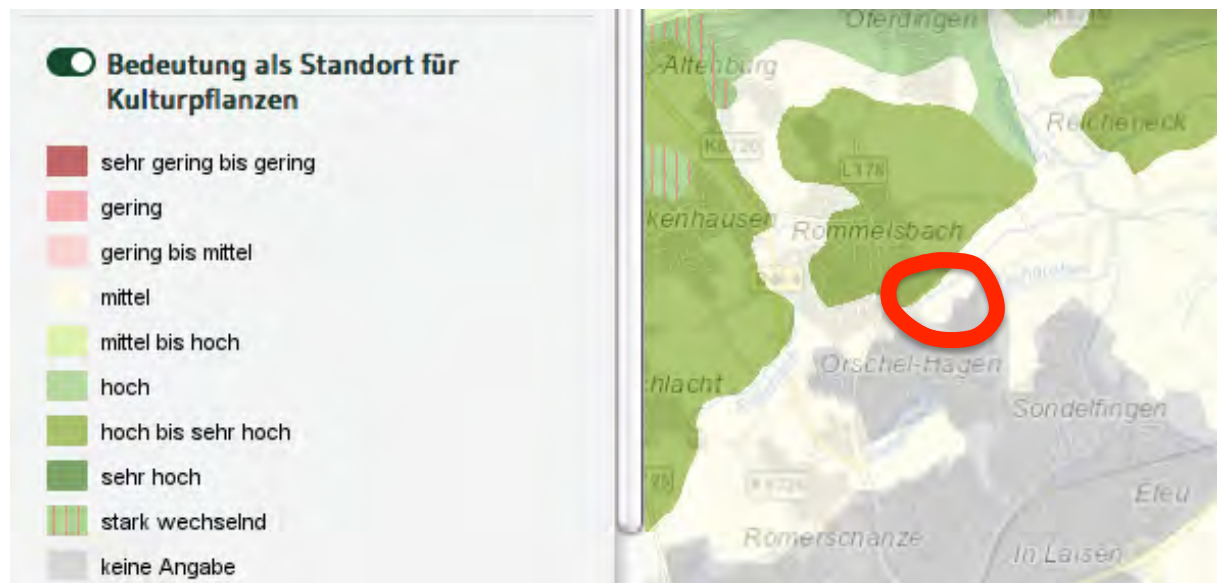 Bedeutung als Standort für
Kulturpflanzen
sehr gering bis gering
gering
gering bis mittel
mittel
mittel bis hoch
hoch
hoch bis sehr hoch
sehr hoch
stark wechselnd
keine Angabe
Oferdingen
Altenburg
Reicheneck
K6720
L378
kenhausen
Rommelsbach
Orschel-Hagen
chlacht
Sondelfingen
Efeu
Römerschanze
In Laisen